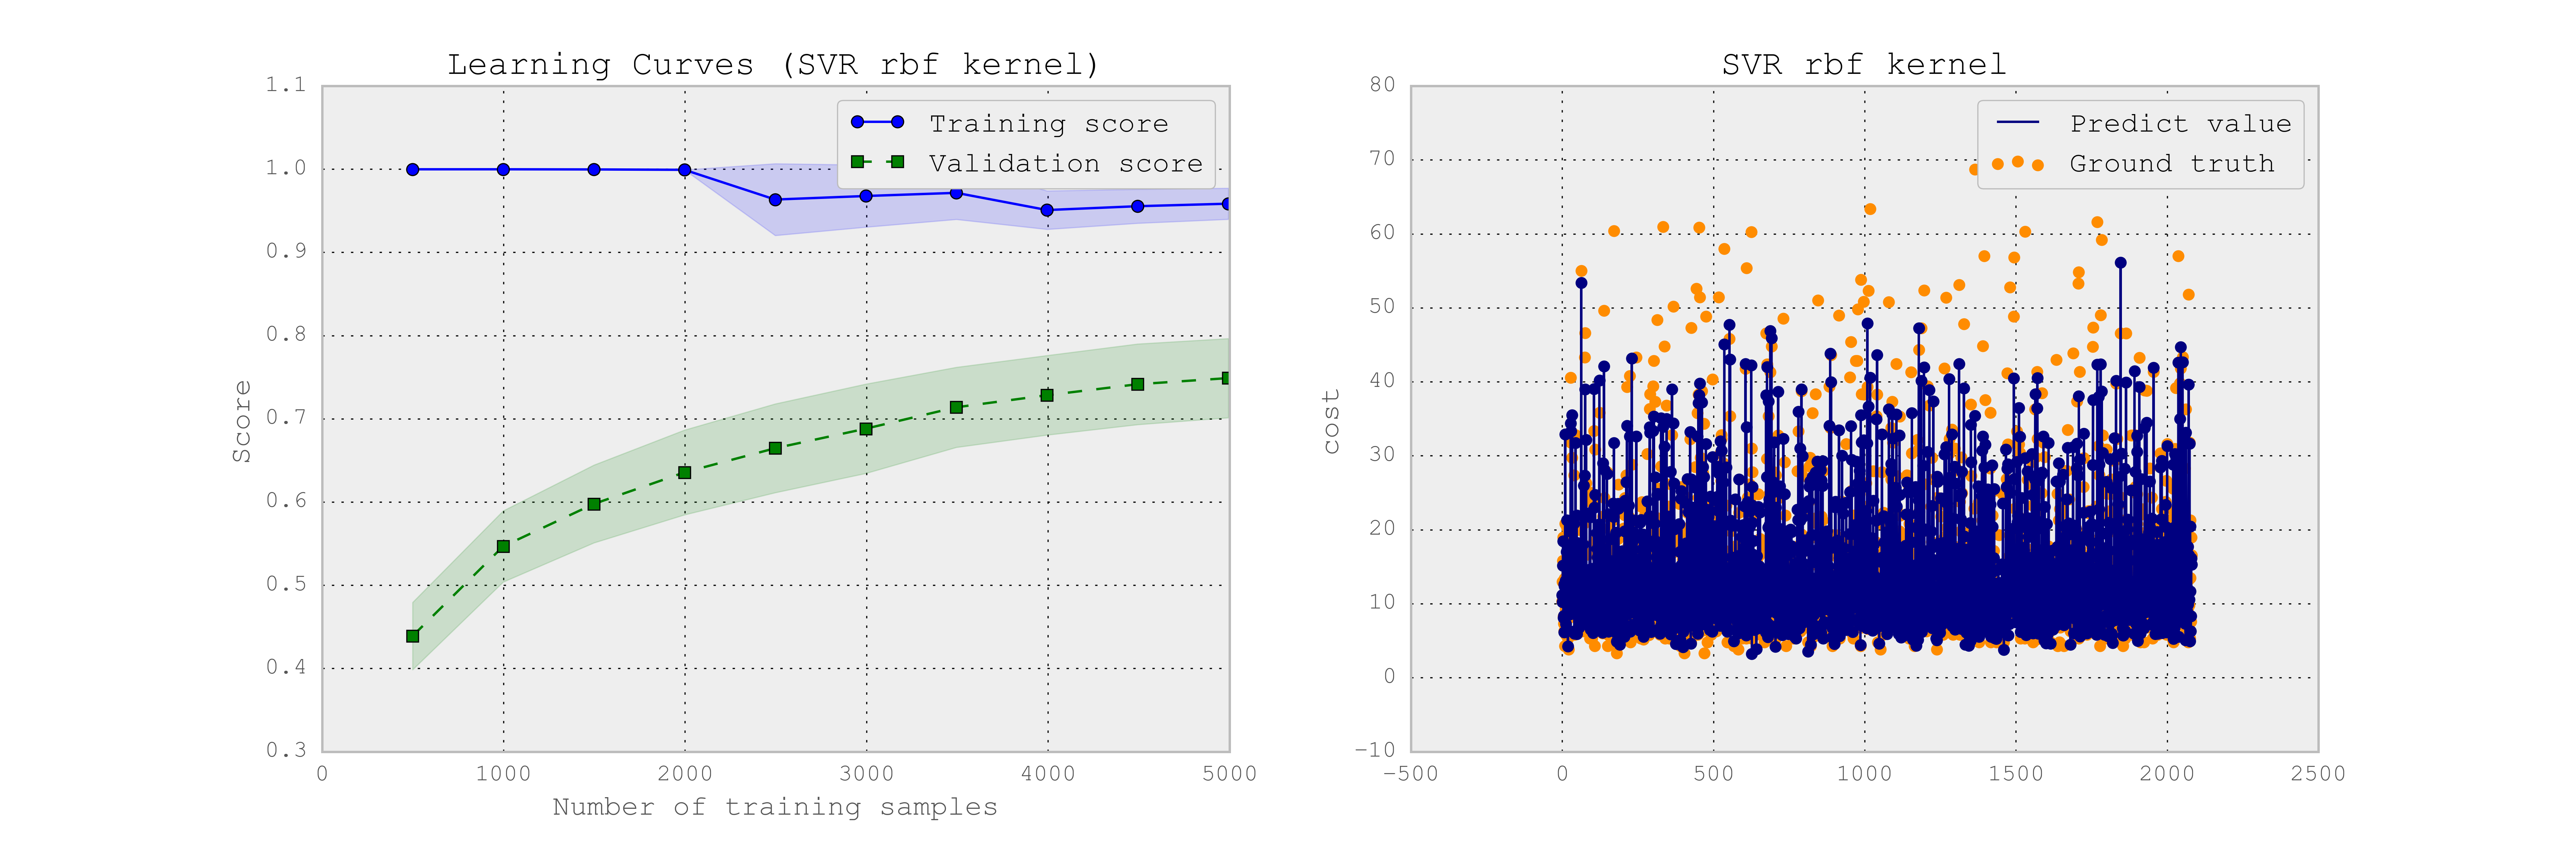 Learning Curves (SVR rbf kernel)
1.1
1.0
0.9
0.8
0.7
0.6
0.5
0.4
0.3
Score
0 1000 2000 3000 4000 5000
Number of training samples
Training score
Validation score
SVR rbf kernel
80
70
60
50
40
30
20
10
0
−10
cost
−500 0 500 1000 1500 2000 2500
Predict value
Ground truth